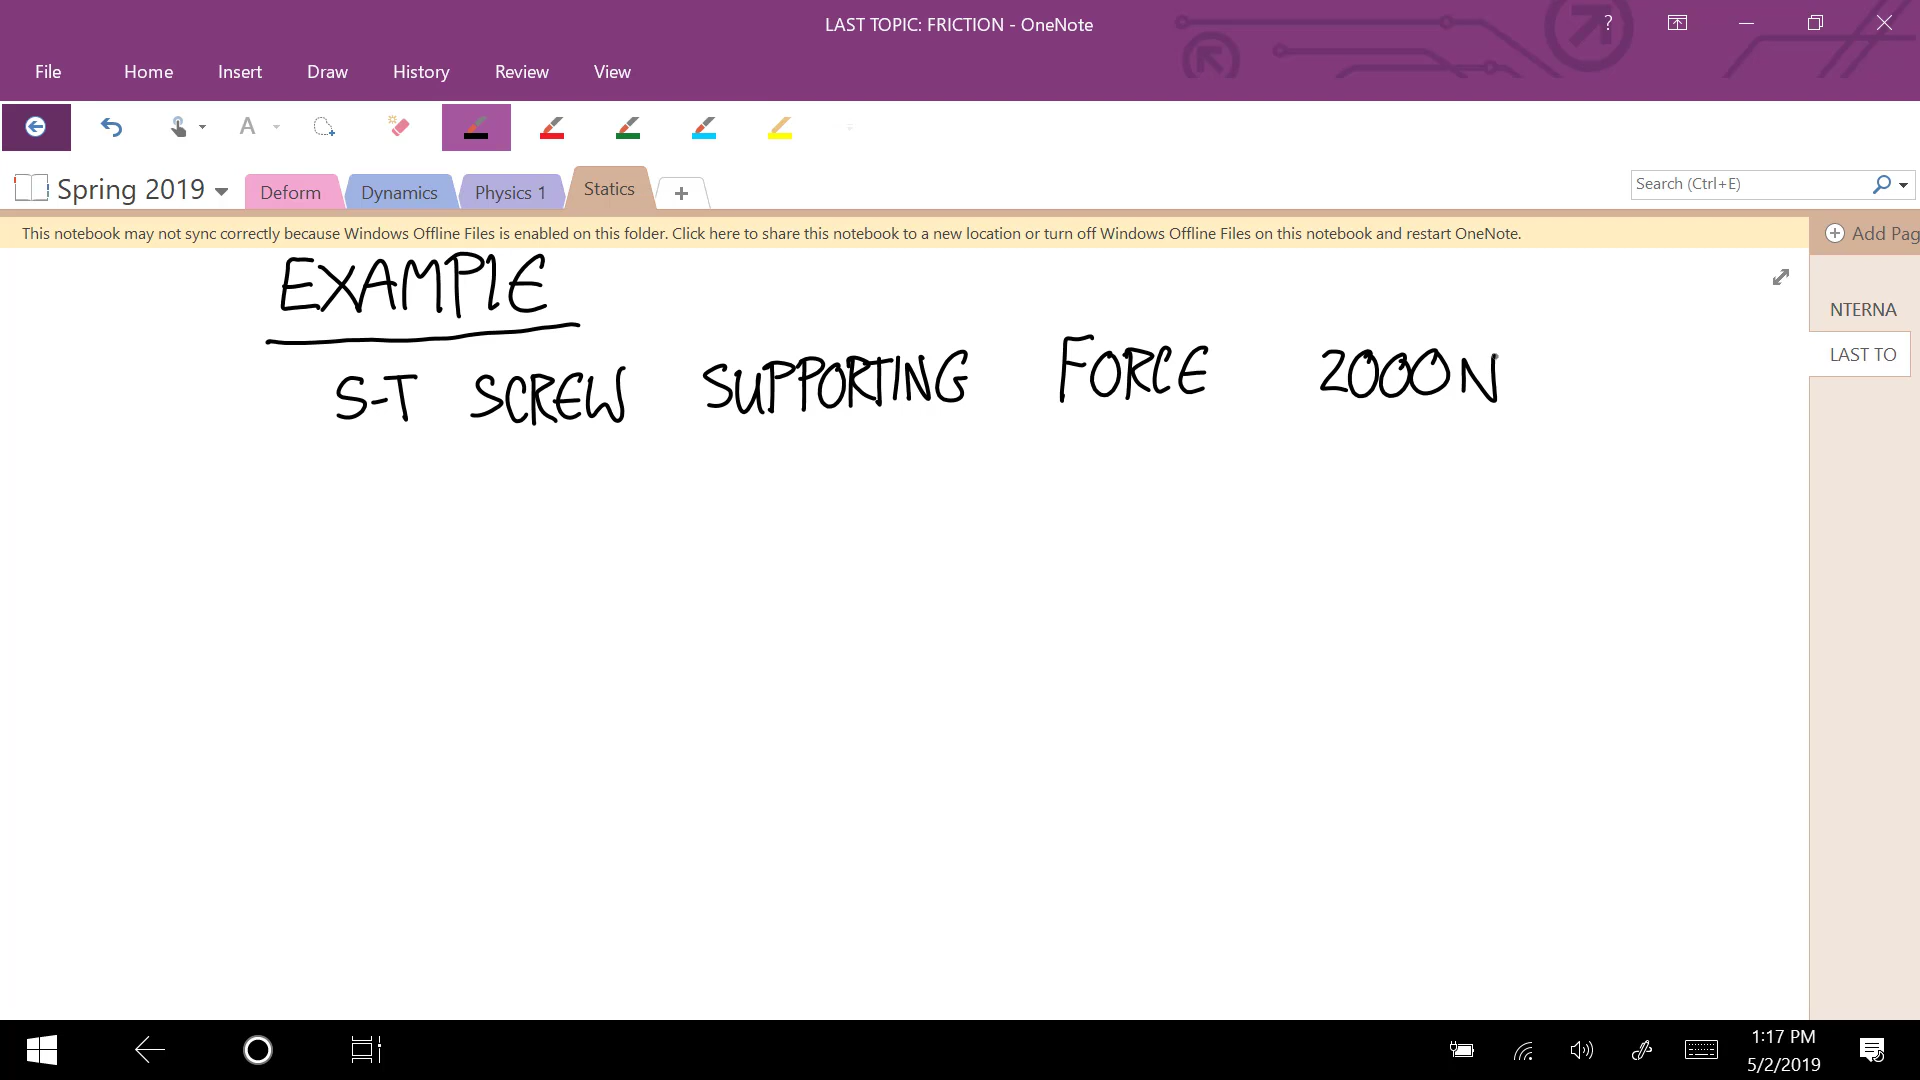 LAST TOPIC: FRICTION - OneNote
?
File Home Insert Draw History Review View
A
Spring 2019 Deform Dynamics Physics 1 Statics +
Search (Ctrl+E)
This notebook may not sync correctly because Windows Offline Files is enabled on this folder. Click here to share this notebook to a new location or turn off Windows Offline Files on this notebook and restart OneNote.
Add Pag
NTERNA
LAST TO
EXAMPLE
S-T SCREW SUPPORTING FORCE 2000N
1:17 PM
5/2/2019